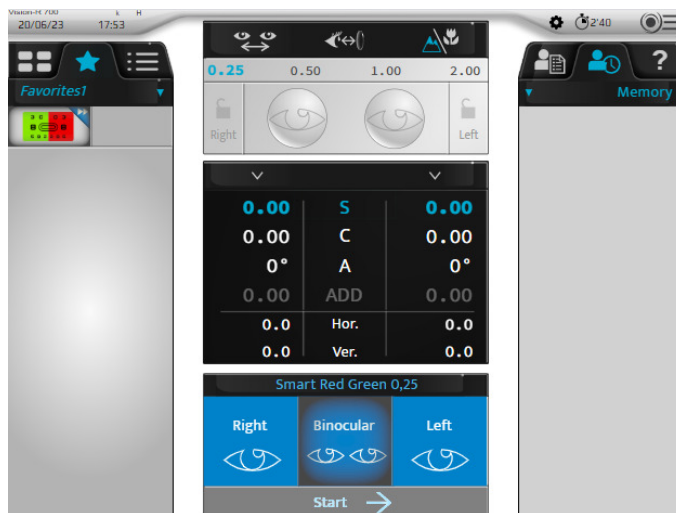 Vision-R 700
20/06/23 17:53
2'40
0.25 0.50 1.00 2.00
?
Favorites1
Memory
Right Left
0.00 S 0.00
0.00 C 0.00
0° A 0°
0.00 ADD 0.00
0.0 Hor. 0.0
0.0 Ver. 0.0
Smart Red Green 0,25
Right Binocular Left
Start